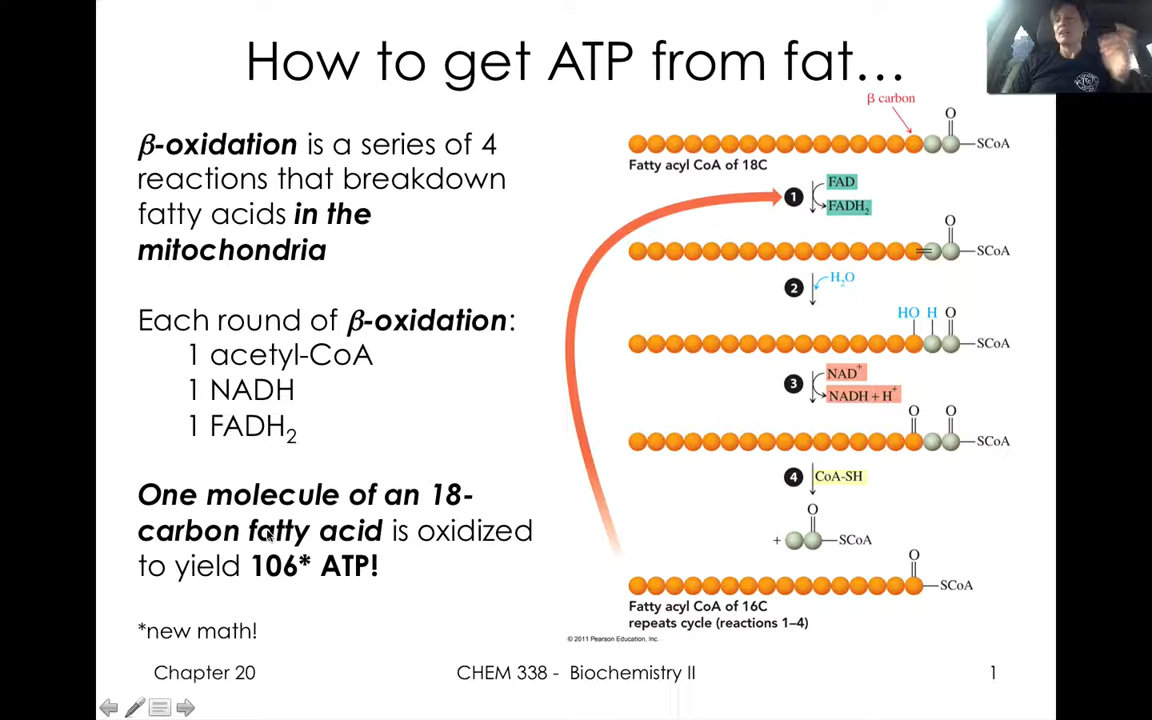 How to get ATP from fat...
β-oxidation is a series of 4
reactions that breakdown
fatty acids in the
mitochondria
Each round of β-oxidation:
1 acetyl-CoA
1 NADH
1 FADH₂
One molecule of an 18-
carbon fatty acid is oxidized
to yield 106* ATP!
*new math!
β carbon
O
SCoA
Fatty acyl CoA of 18C
1
FAD
FADH₂
O
SCoA
2
H₂O
HO H O
SCoA
3
NAD⁺
NADH + H⁺
O O
SCoA
4
CoA-SH
O
+ SCoA
O
SCoA
Fatty acyl CoA of 16C
repeats cycle (reactions 1–4)
© 2011 Pearson Education, Inc.
Chapter 20
CHEM 338 - Biochemistry II
1